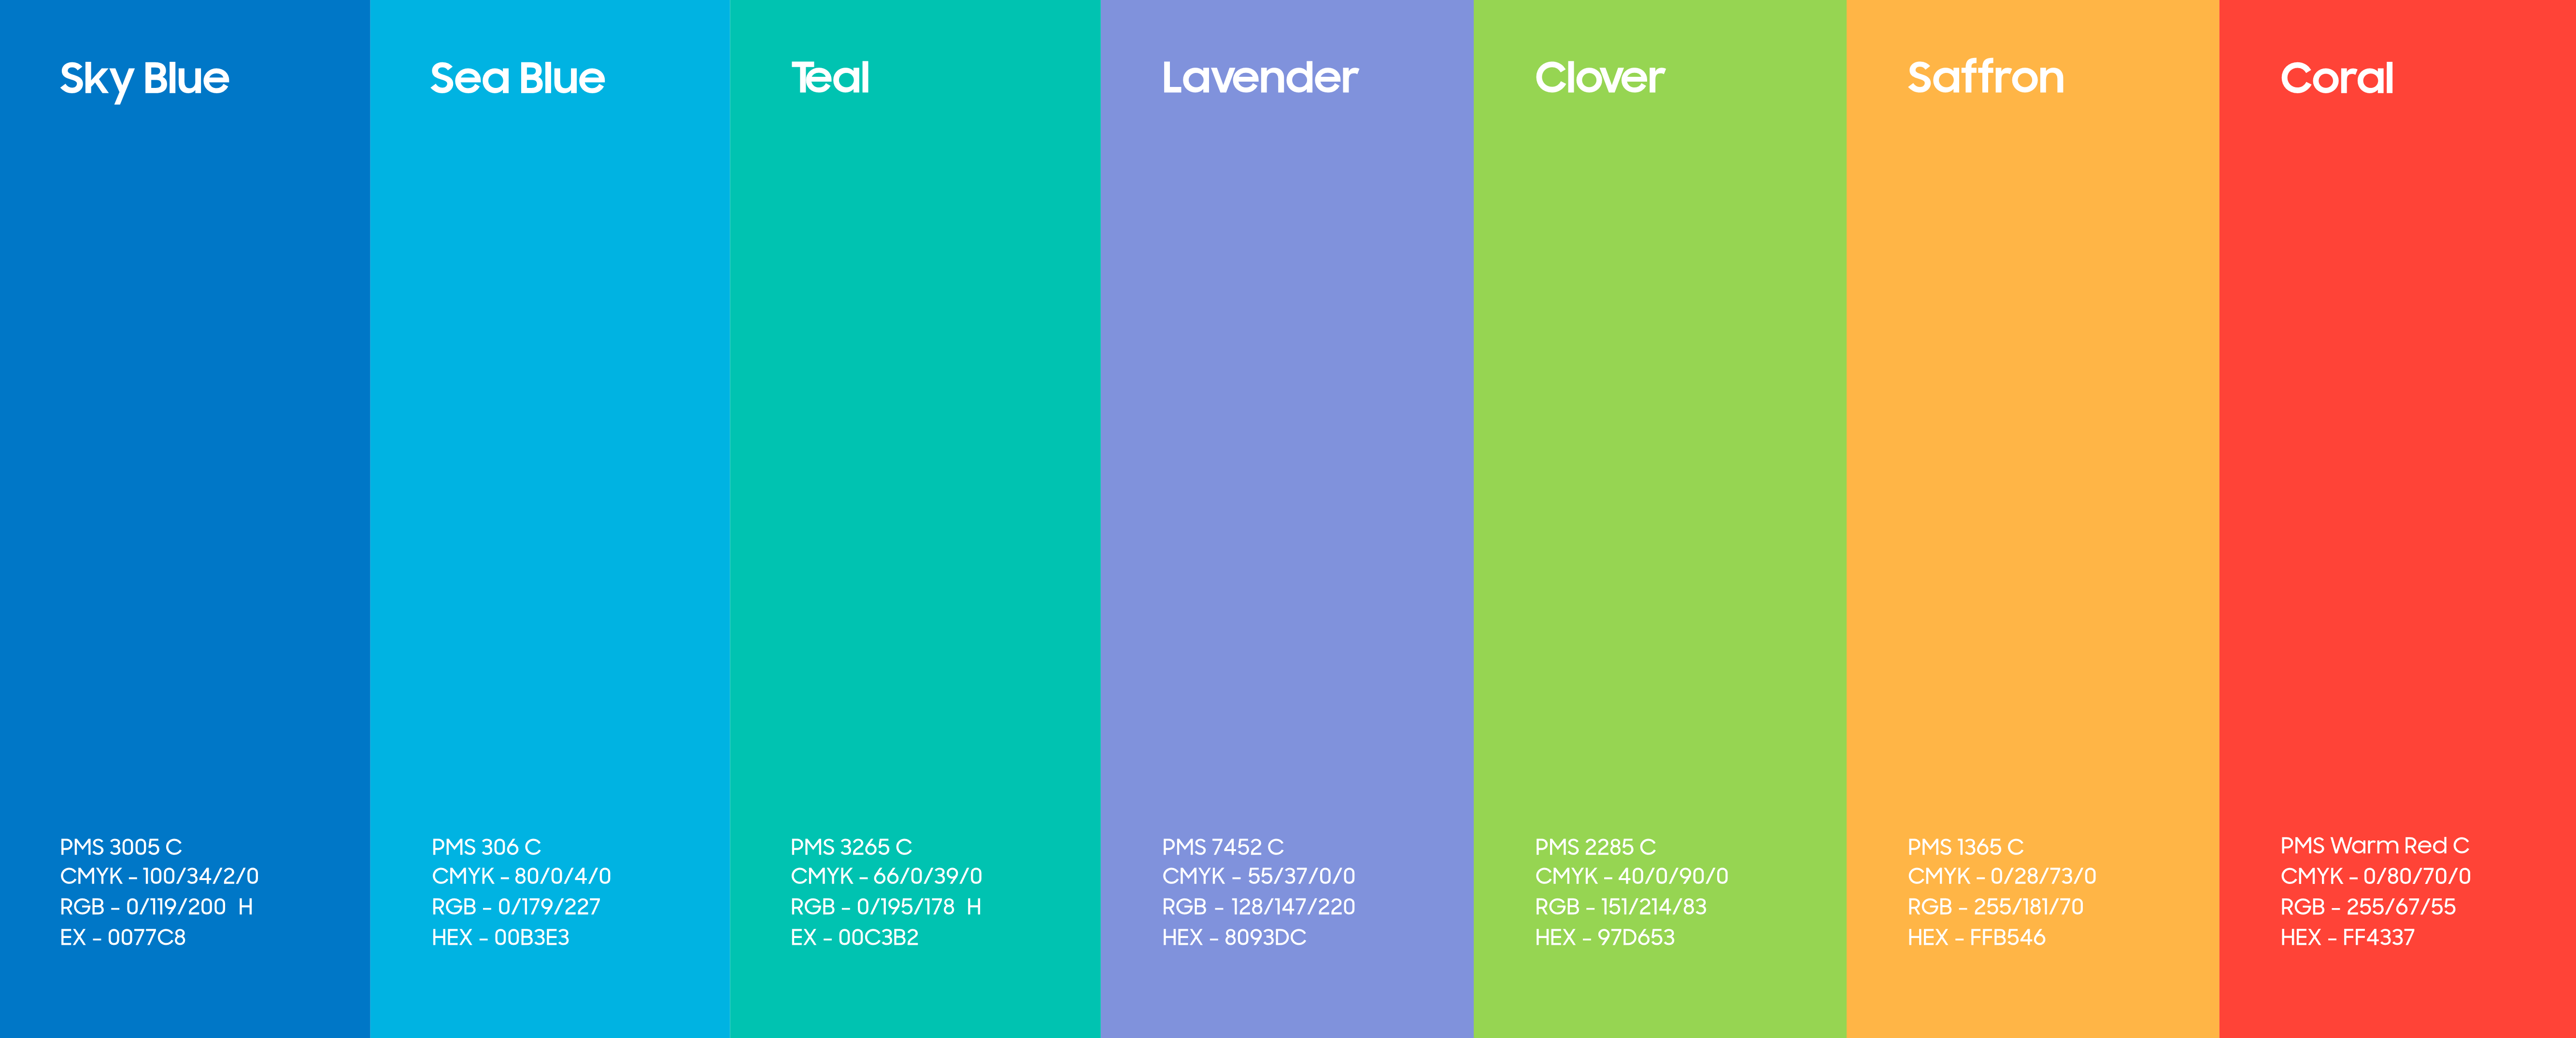 Sky Blue
PMS 3005 C
CMYK - 100/34/2/0
RGB - 0/119/200 H
EX - 0077C8
Sea Blue
PMS 306 C
CMYK - 80/0/4/0
RGB - 0/179/227
HEX - 00B3E3
Teal
PMS 3265 C
CMYK - 66/0/39/0
RGB - 0/195/178 H
EX - 00C3B2
Lavender
PMS 7452 C
CMYK - 55/37/0/0
RGB - 128/147/220
HEX - 8093DC
Clover
PMS 2285 C
CMYK - 40/0/90/0
RGB - 151/214/83
HEX - 97D653
Saffron
PMS 1365 C
CMYK - 0/28/73/0
RGB - 255/181/70
HEX - FFB546
Coral
PMS Warm Red C
CMYK - 0/80/70/0
RGB - 255/67/55
HEX - FF4337